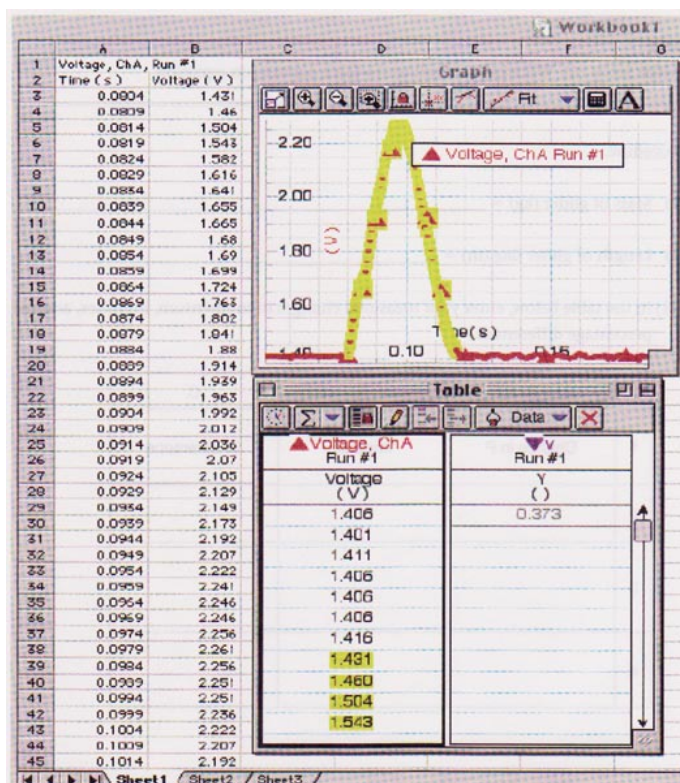 Workbook1
A B C D E F G
1 Voltage, ChA, Run #1
2 Time (s) Voltage (V)
3 0.0804 1.431
4 0.0809 1.46
5 0.0814 1.504
6 0.0819 1.543
7 0.0824 1.582
8 0.0829 1.616
9 0.0834 1.641
10 0.0839 1.655
11 0.0844 1.665
12 0.0849 1.68
13 0.0854 1.69
14 0.0859 1.699
15 0.0864 1.724
16 0.0869 1.763
17 0.0874 1.802
18 0.0879 1.841
19 0.0884 1.88
20 0.0889 1.914
21 0.0894 1.939
22 0.0899 1.963
23 0.0904 1.992
24 0.0909 2.012
25 0.0914 2.036
26 0.0919 2.07
27 0.0924 2.105
28 0.0929 2.129
29 0.0934 2.149
30 0.0939 2.173
31 0.0944 2.192
32 0.0949 2.207
33 0.0954 2.222
34 0.0959 2.241
35 0.0964 2.246
36 0.0969 2.246
37 0.0974 2.256
38 0.0979 2.261
39 0.0984 2.256
40 0.0989 2.251
41 0.0994 2.251
42 0.0999 2.236
43 0.1004 2.222
44 0.1009 2.207
45 0.1014 2.192
Sheet1 Sheet2 Sheet3
Graph
Fit A
2.20
Voltage, ChA Run #1
2.00
1.80
(V)
1.60
Time(s)
1.40 0.10 0.15
Table
Σ Data
Voltage, ChA
Run #1
Voltage
(V)
1.406
1.401
1.411
1.406
1.406
1.406
1.416
1.431
1.460
1.504
1.543
v
Run #1
Y
( )
0.373